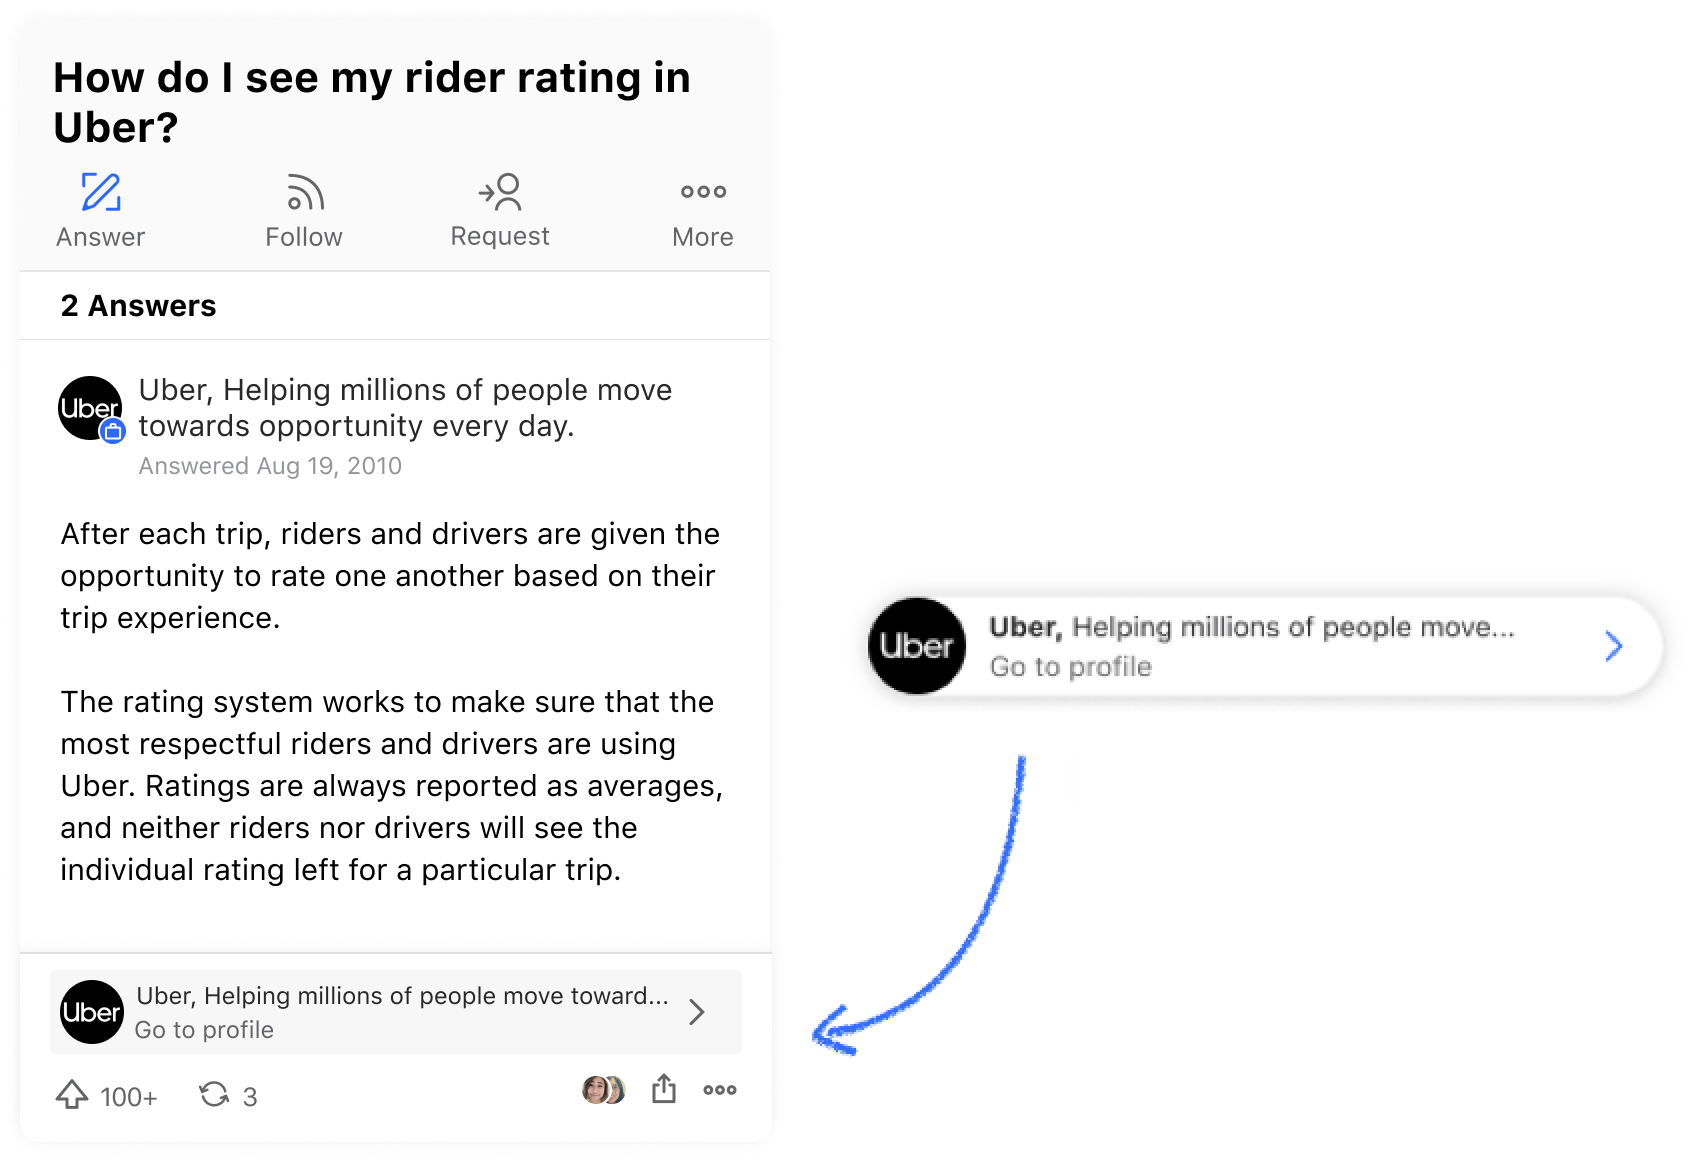 How do I see my rider rating in
Uber?
Answer
Follow
Request
More
2 Answers
Uber
Uber, Helping millions of people move
towards opportunity every day.
Answered Aug 19, 2010
After each trip, riders and drivers are given the
opportunity to rate one another based on their
trip experience.
The rating system works to make sure that the
most respectful riders and drivers are using
Uber. Ratings are always reported as averages,
and neither riders nor drivers will see the
individual rating left for a particular trip.
Uber
Uber, Helping millions of people move toward...
Go to profile
100+
3
Uber
Uber, Helping millions of people move...
Go to profile